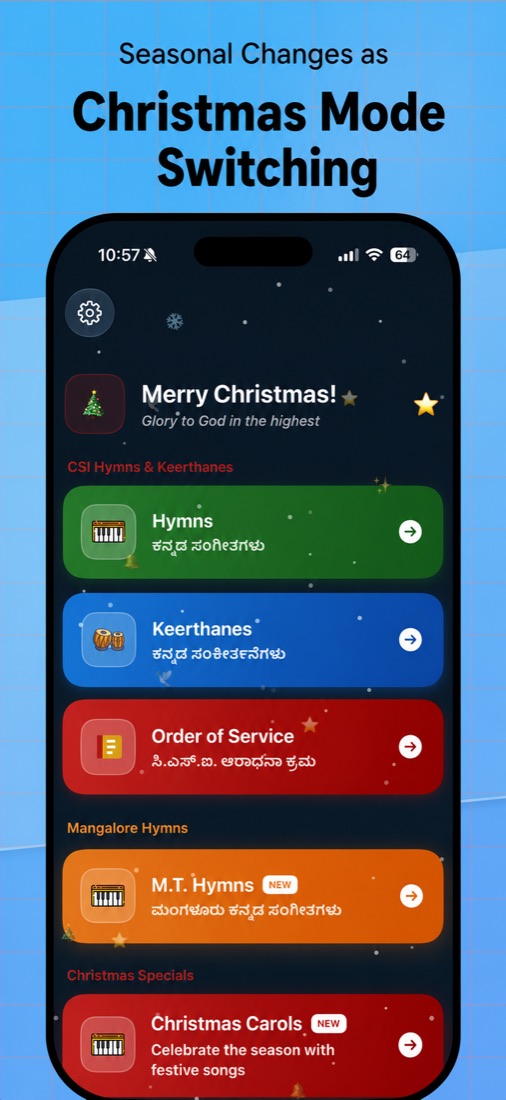 Seasonal Changes as
Christmas Mode
Switching
10:57
64
Merry Christmas!
Glory to God in the highest
CSI Hymns & Keerthanes
Hymns
ಕನ್ನಡ ಸಂಗೀತಗಳು
Keerthanes
ಕನ್ನಡ ಸಂಕೀರ್ತನೆಗಳು
Order of Service
ಸಿ.ಎಸ್.ಐ. ಆರಾಧನಾ ಕ್ರಮ
Mangalore Hymns
M.T. Hymns NEW
ಮಂಗಳೂರು ಕನ್ನಡ ಸಂಗೀತಗಳು
Christmas Specials
Christmas Carols NEW
Celebrate the season with
festive songs